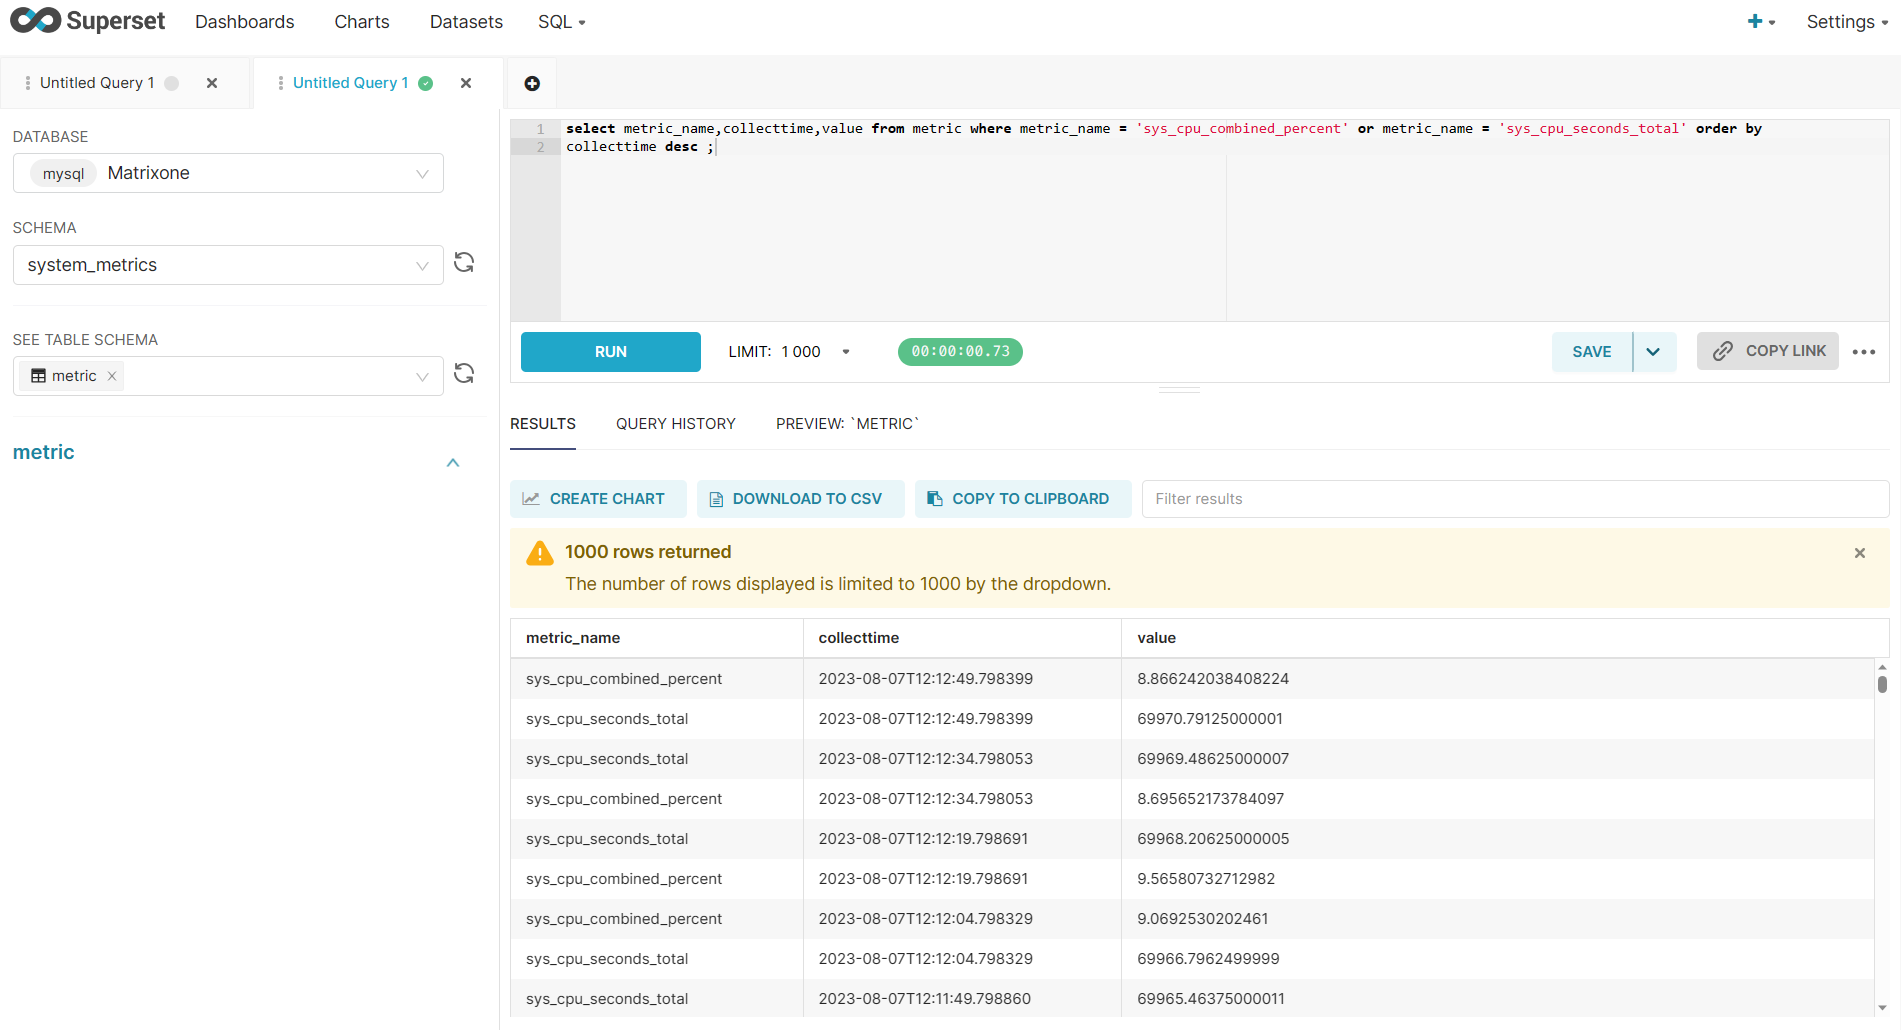 Superset Dashboards Charts Datasets SQL Settings
Untitled Query 1 Untitled Query 1
DATABASE
mysql Matrixone
SCHEMA
system_metrics
SEE TABLE SCHEMA
metric
metric
1 select metric_name,collecttime,value from metric where metric_name = 'sys_cpu_combined_percent' or metric_name = 'sys_cpu_seconds_total' order by
2 collecttime desc ;
RUN LIMIT: 1 000 00:00:00.73 SAVE COPY LINK
RESULTS QUERY HISTORY PREVIEW: `METRIC`
CREATE CHART DOWNLOAD TO CSV COPY TO CLIPBOARD Filter results
1000 rows returned
The number of rows displayed is limited to 1000 by the dropdown.
metric_name collecttime value
sys_cpu_combined_percent 2023-08-07T12:12:49.798399 8.866242038408224
sys_cpu_seconds_total 2023-08-07T12:12:49.798399 69970.79125000001
sys_cpu_seconds_total 2023-08-07T12:12:34.798053 69969.48625000007
sys_cpu_combined_percent 2023-08-07T12:12:34.798053 8.695652173784097
sys_cpu_seconds_total 2023-08-07T12:12:19.798691 69968.20625000005
sys_cpu_combined_percent 2023-08-07T12:12:19.798691 9.56580732712982
sys_cpu_combined_percent 2023-08-07T12:12:04.798329 9.0692530202461
sys_cpu_seconds_total 2023-08-07T12:12:04.798329 69966.7962499999
sys_cpu_seconds_total 2023-08-07T12:11:49.798860 69965.46375000011